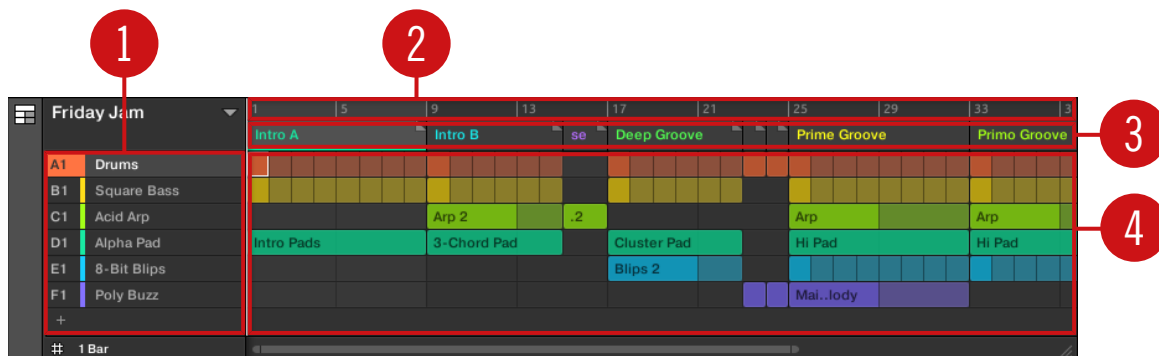 1 2
Friday Jam 1 5 9 13 17 21 25 29 33 3
Intro A Intro B se Deep Groove Prime Groove Primo Groove 3
A1 Drums
B1 Square Bass
C1 Acid Arp Arp 2 .2 Arp Arp 4
D1 Alpha Pad Intro Pads 3-Chord Pad Cluster Pad Hi Pad Hi Pad
E1 8-Bit Blips Blips 2
F1 Poly Buzz Mai..lody
+
1 Bar